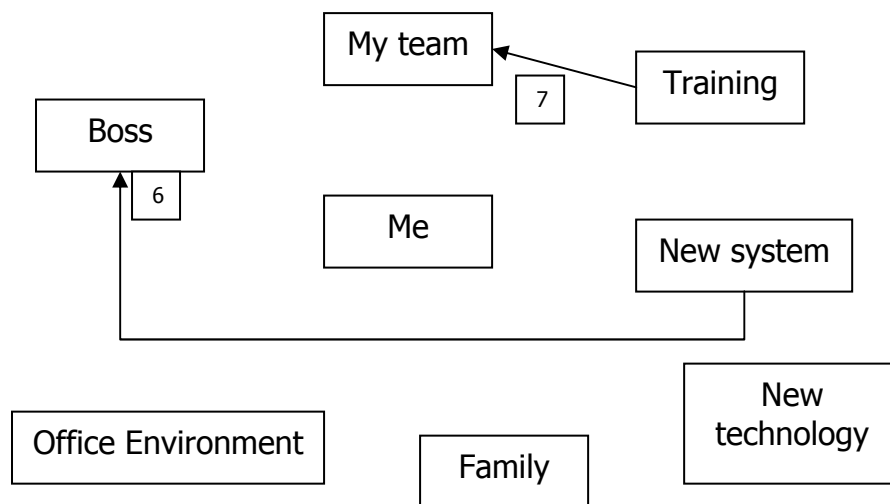 My team
Training
7
Boss
6
Me
New system
New
technology
Office Environment
Family